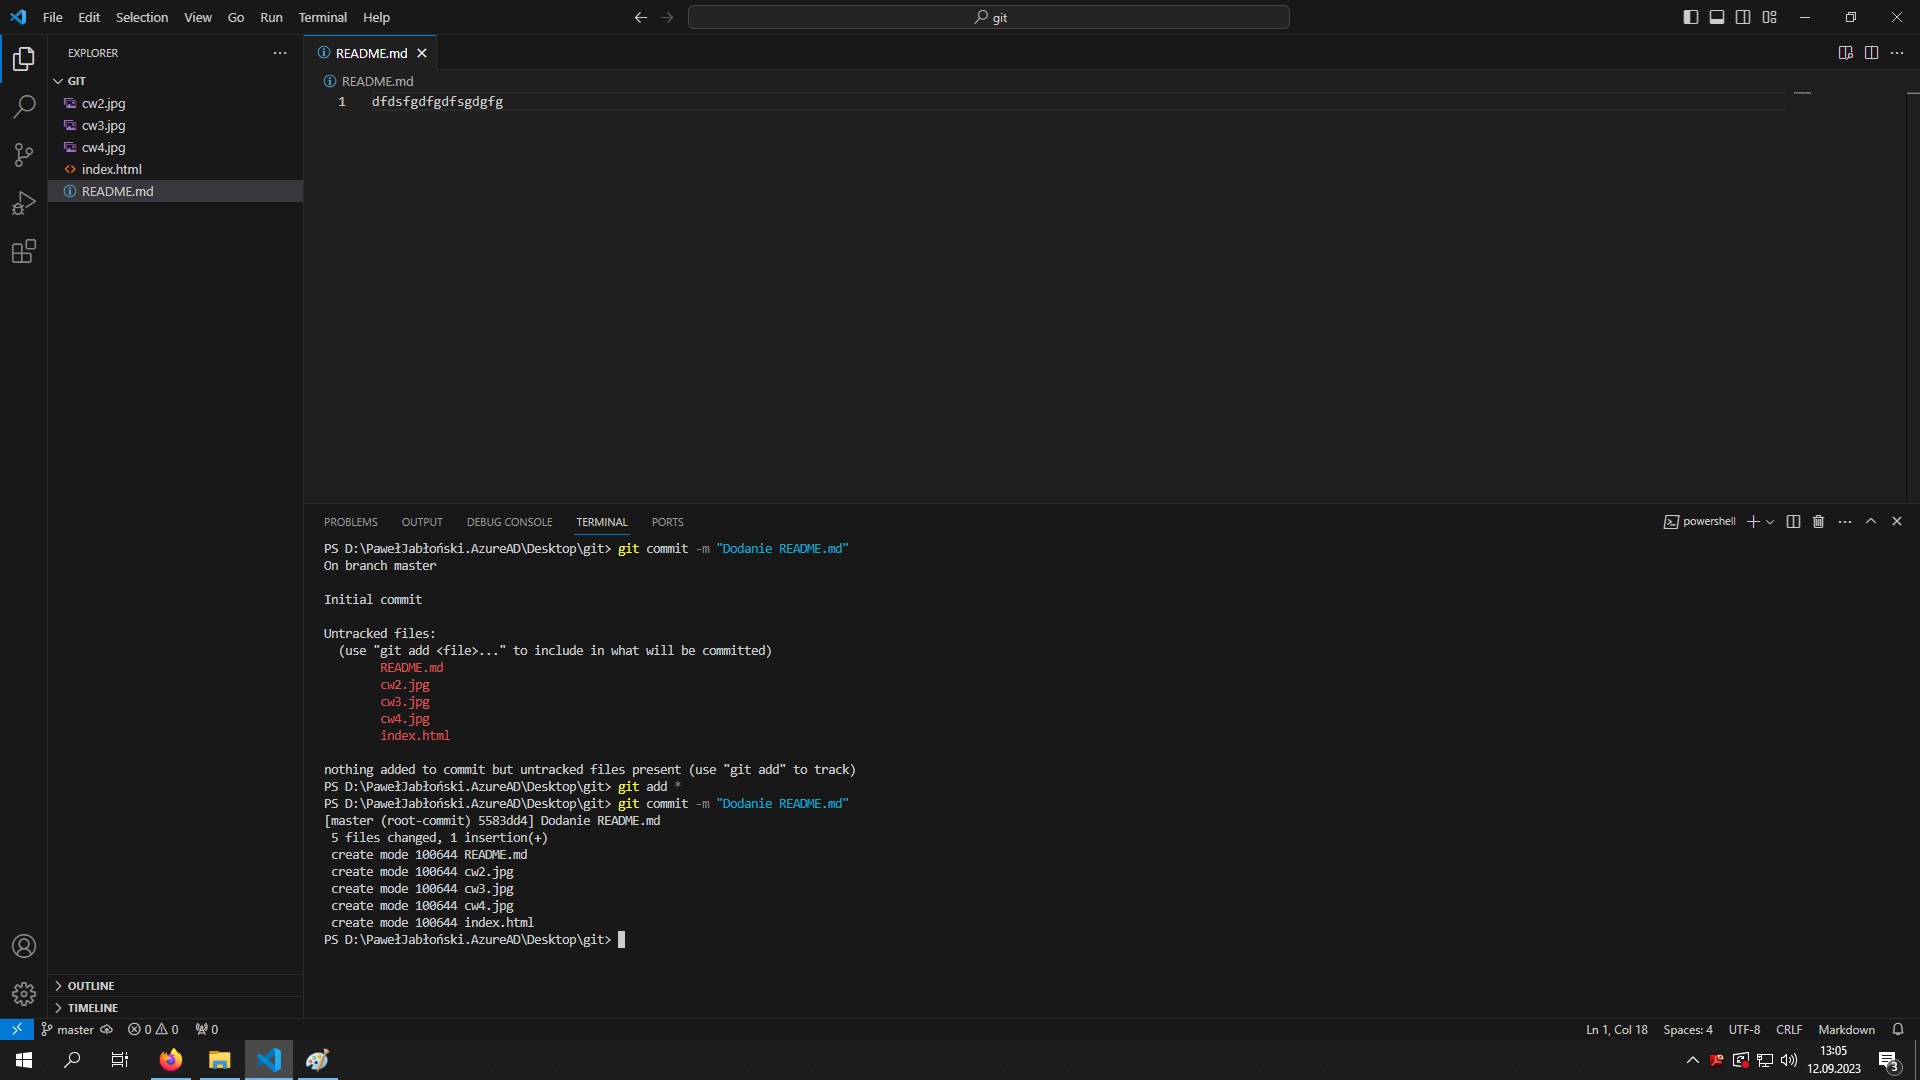 File Edit Selection View Go Run Terminal Help
git
EXPLORER
README.md
GIT
cw2.jpg
cw3.jpg
cw4.jpg
index.html
README.md
README.md
1 dfdsfgdfgdfsgdgfg
PROBLEMS OUTPUT DEBUG CONSOLE TERMINAL PORTS
powershell
PS D:\PawełJabłoński.AzureAD\Desktop\git> git commit -m "Dodanie README.md"
On branch master
Initial commit
Untracked files:
(use "git add <file>..." to include in what will be committed)
README.md
cw2.jpg
cw3.jpg
cw4.jpg
index.html
nothing added to commit but untracked files present (use "git add" to track)
PS D:\PawełJabłoński.AzureAD\Desktop\git> git add *
PS D:\PawełJabłoński.AzureAD\Desktop\git> git commit -m "Dodanie README.md"
[master (root-commit) 5583dd4] Dodanie README.md
5 files changed, 1 insertion(+)
create mode 100644 README.md
create mode 100644 cw2.jpg
create mode 100644 cw3.jpg
create mode 100644 cw4.jpg
create mode 100644 index.html
PS D:\PawełJabłoński.AzureAD\Desktop\git>
OUTLINE
TIMELINE
master 0 0 0
Ln 1, Col 18 Spaces: 4 UTF-8 CRLF Markdown
13:05
12.09.2023
3